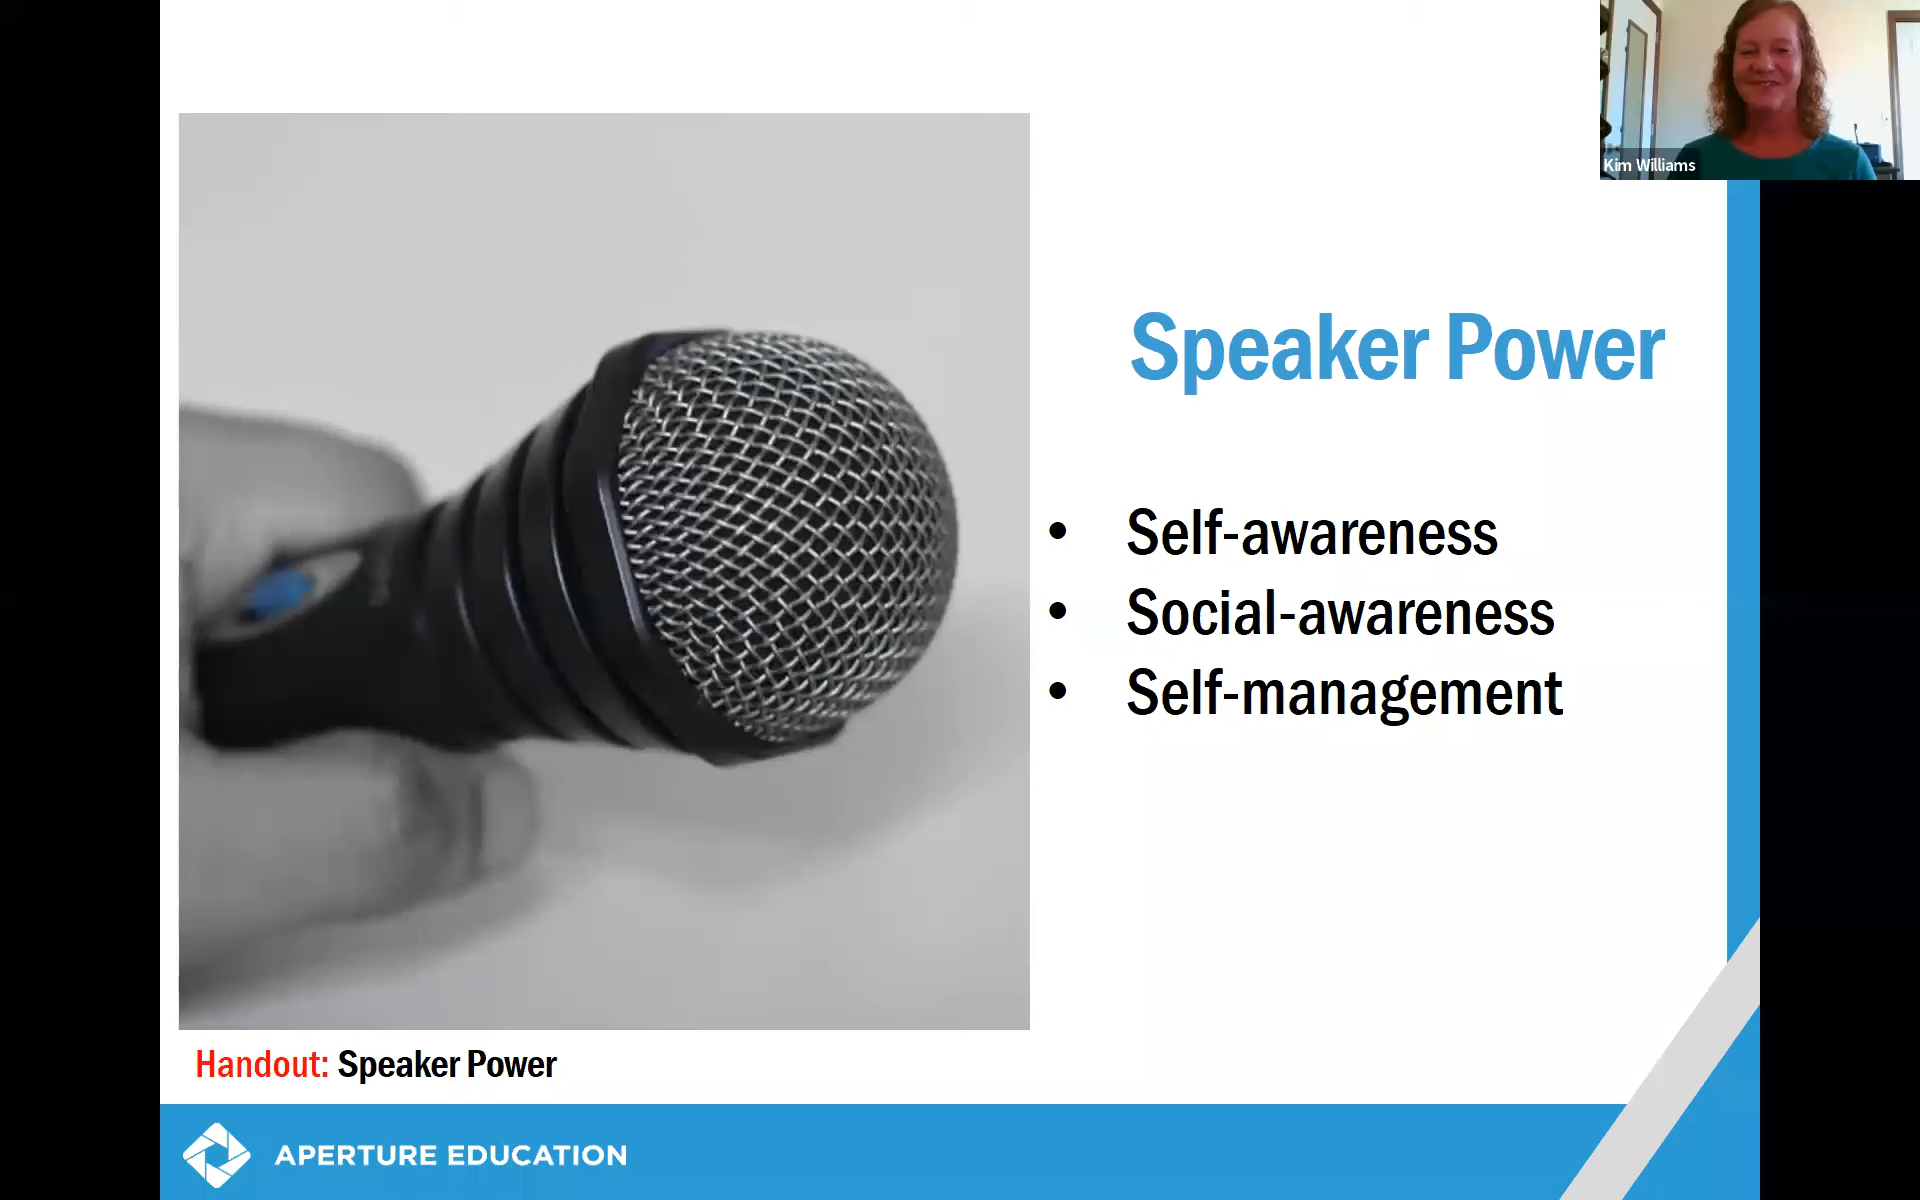 Kim Williams
Speaker Power
• Self-awareness
• Social-awareness
• Self-management
Handout: Speaker Power
APERTURE EDUCATION